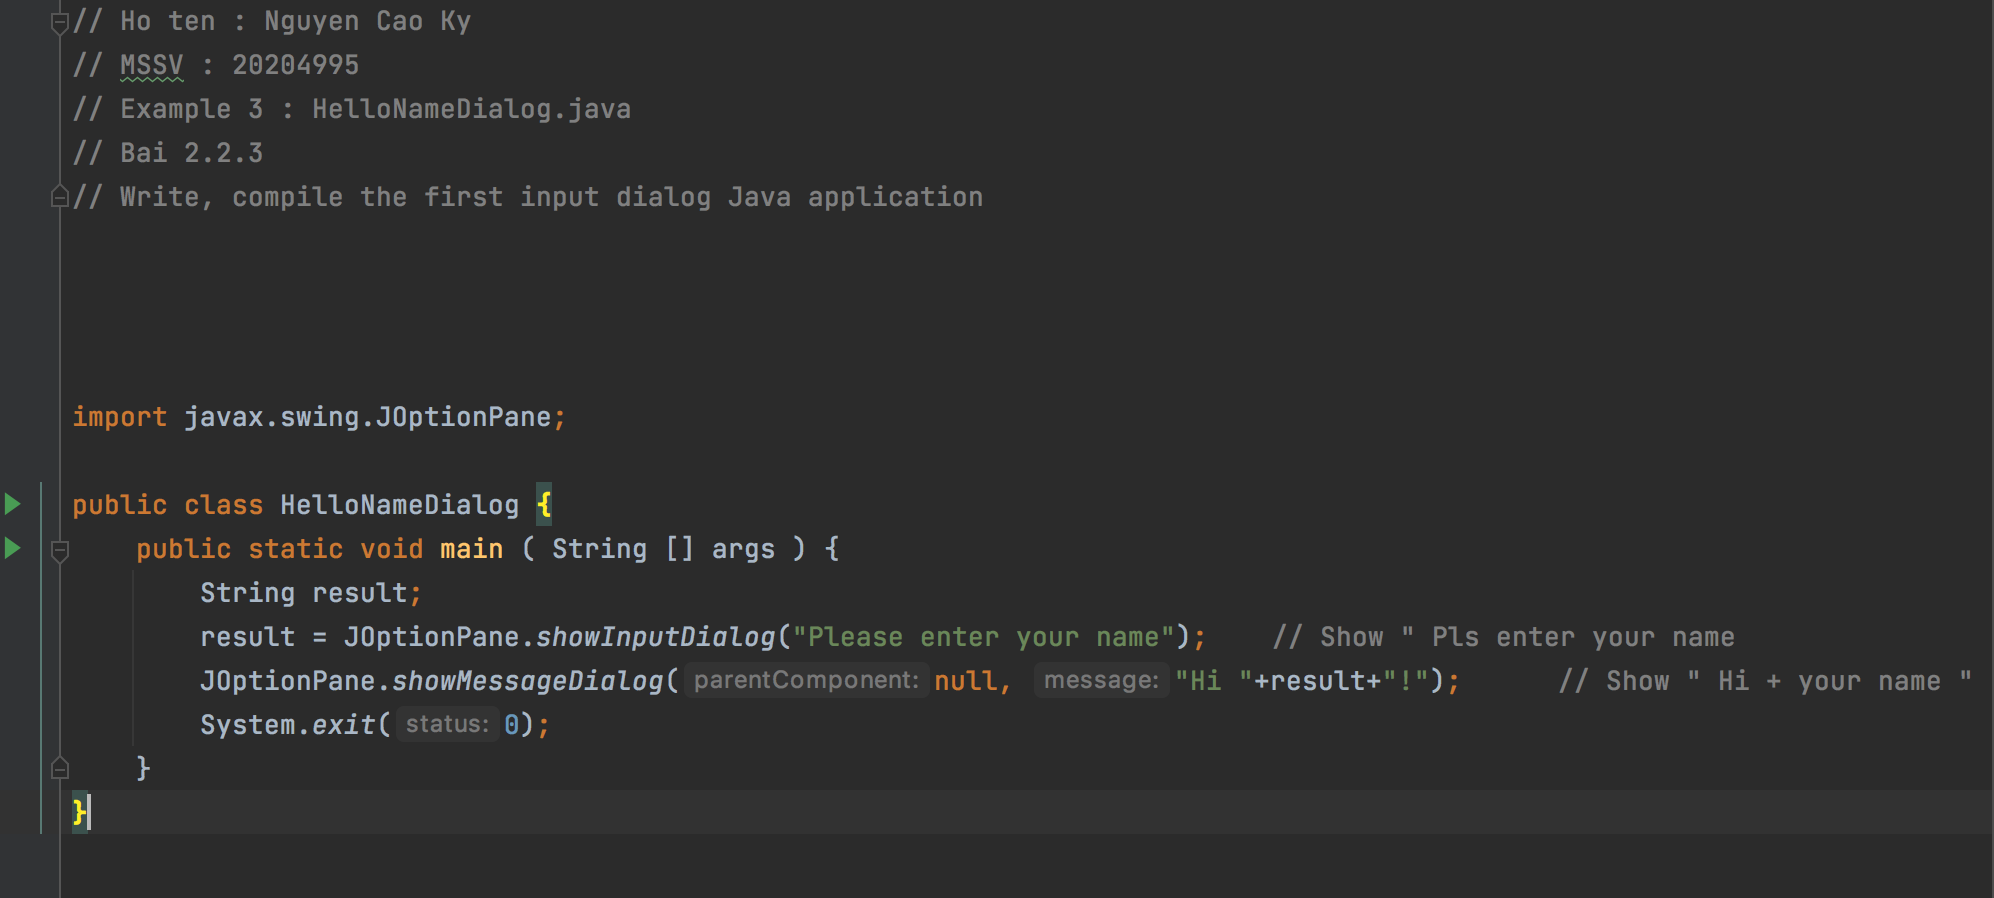 // Ho ten : Nguyen Cao Ky
// MSSV : 20204995
// Example 3 : HelloNameDialog.java
// Bai 2.2.3
// Write, compile the first input dialog Java application
import javax.swing.JOptionPane;
public class HelloNameDialog {
public static void main ( String [] args ) {
String result;
result = JOptionPane.showInputDialog("Please enter your name"); // Show " Pls enter your name
JOptionPane.showMessageDialog( parentComponent: null, message: "Hi "+result+"!"); // Show " Hi + your name "
System.exit( status: 0);
}
}